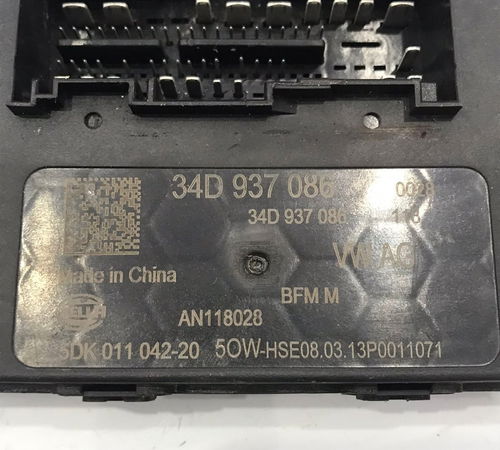 34D 937 086 0028
34D 937 086 118
VW AG
Made in China
BFM M
AN118028
5DK 011 042-20 5OW-HSE08.03.13P0011071